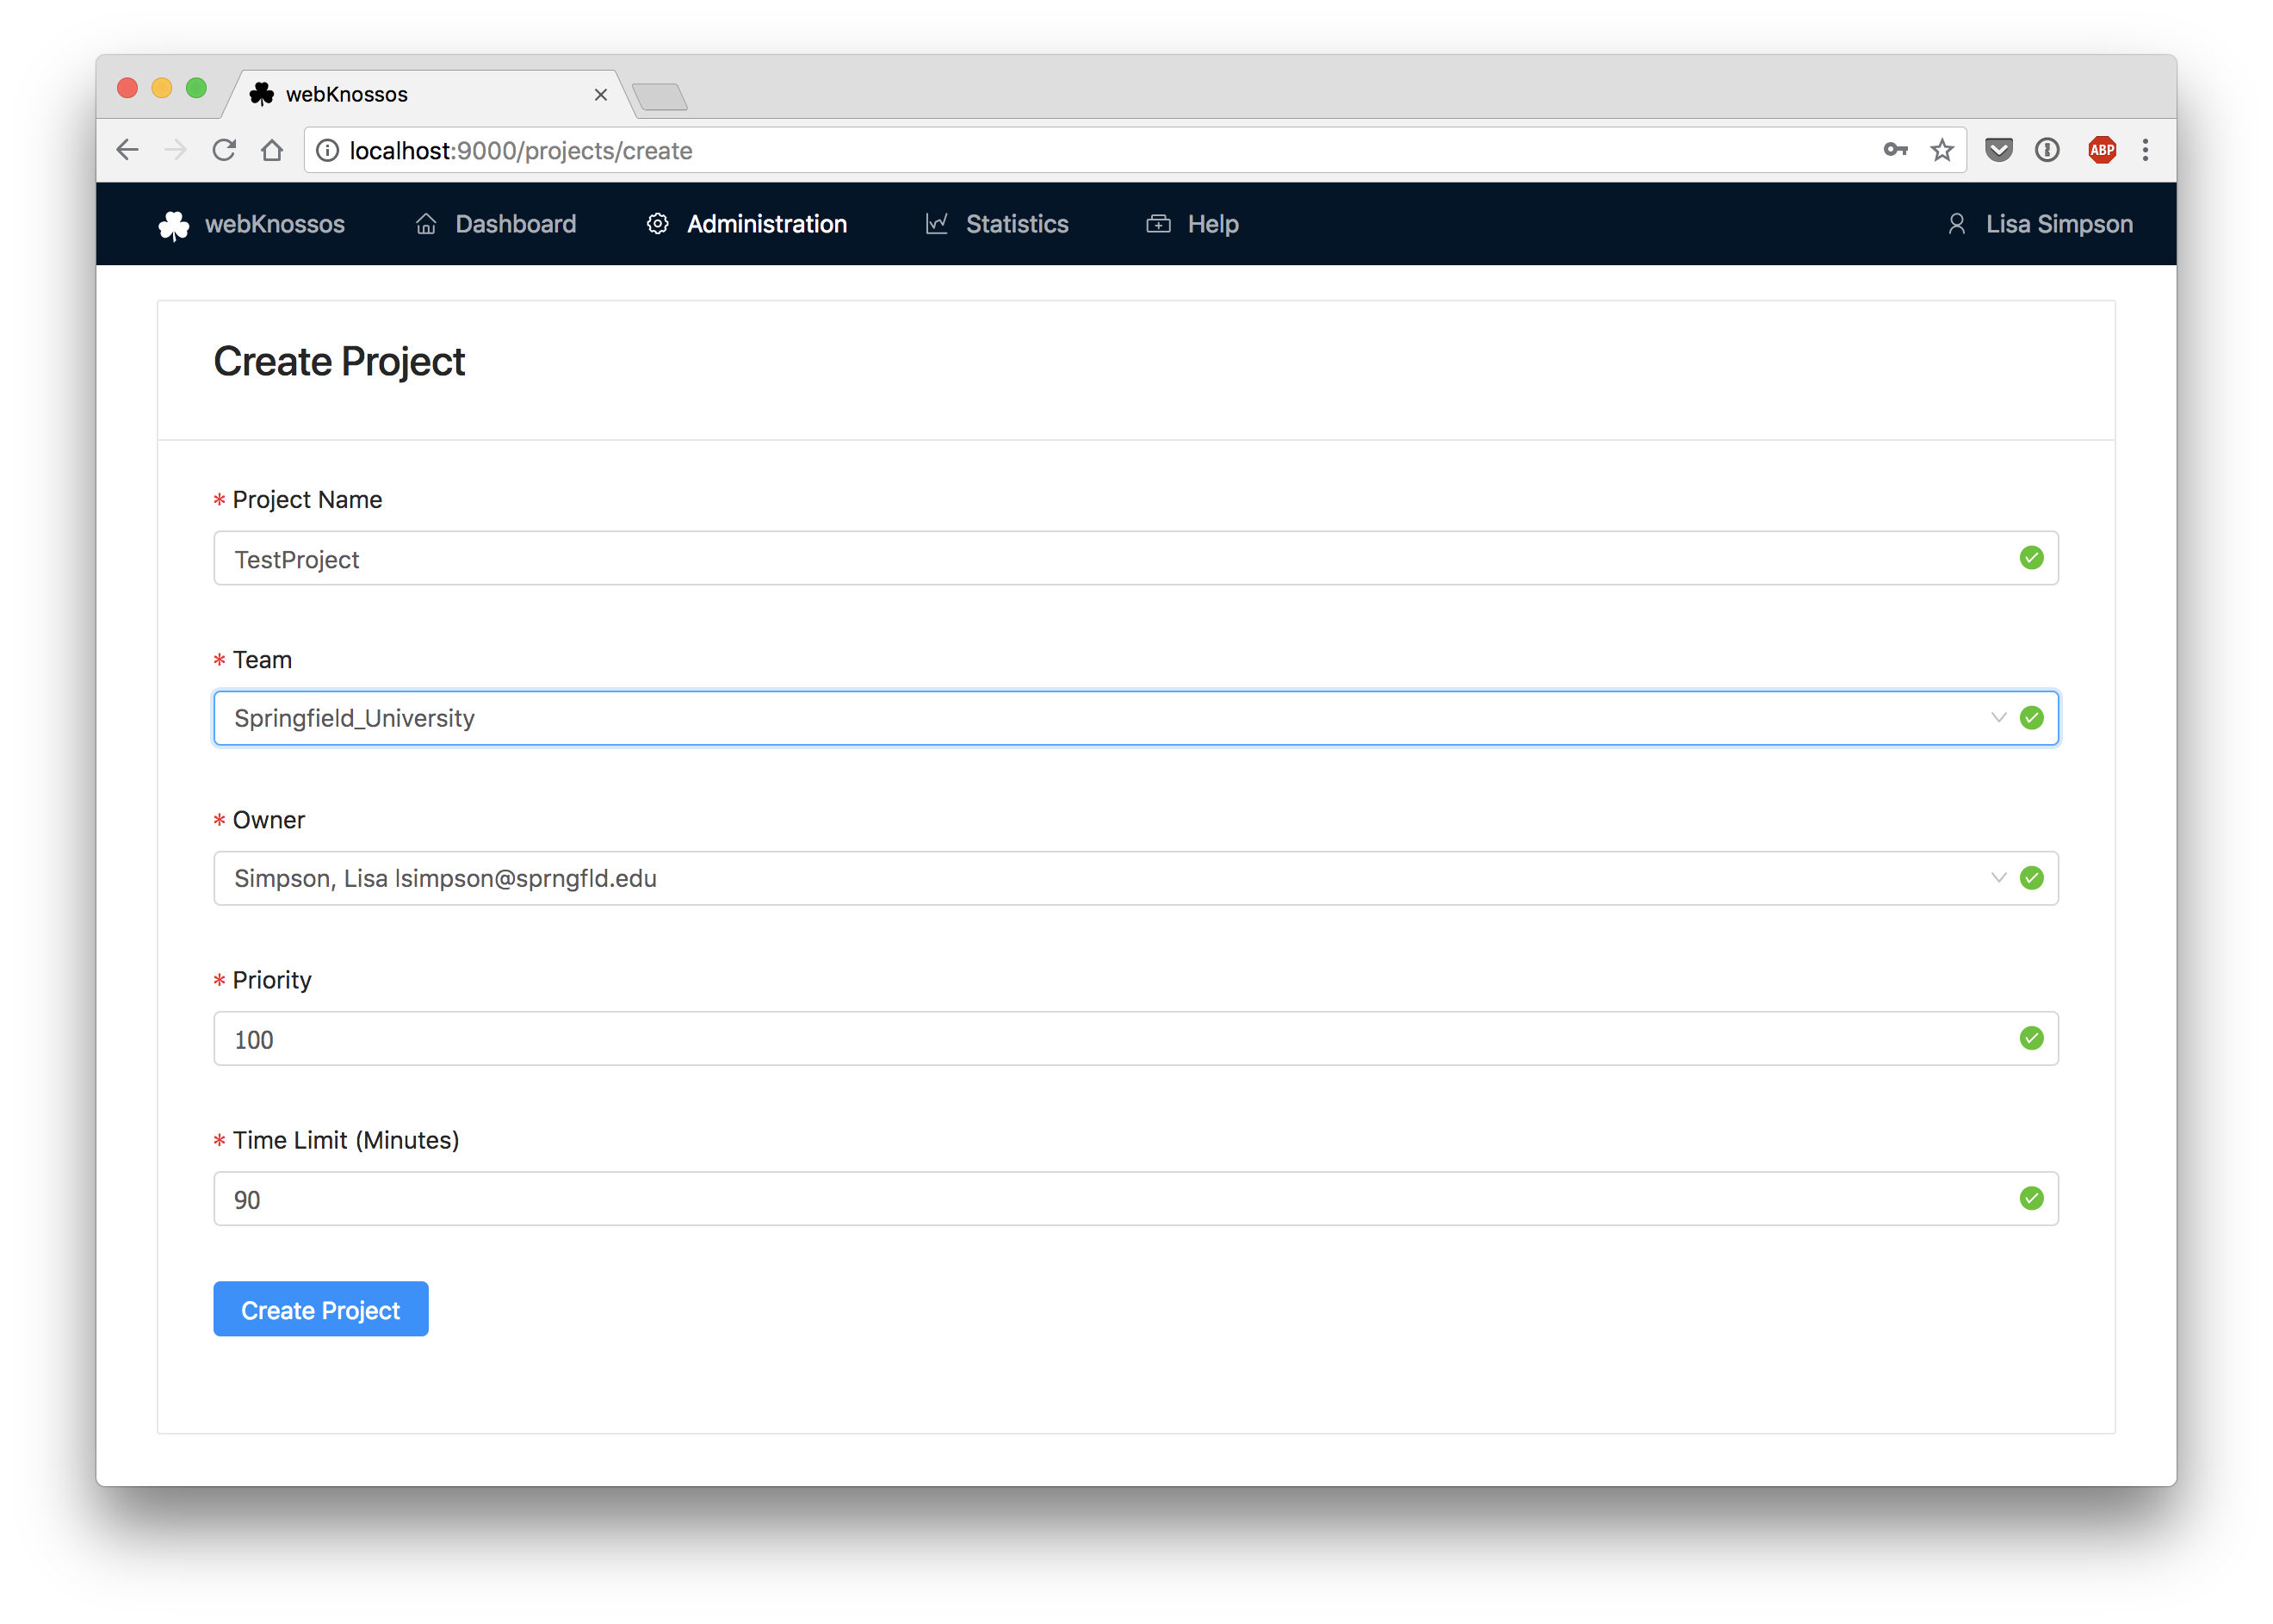 webKnossos
localhost:9000/projects/create
ABP
webKnossos Dashboard Administration Statistics Help Lisa Simpson
Create Project
* Project Name
TestProject
* Team
Springfield_University
* Owner
Simpson, Lisa lsimpson@sprngfld.edu
* Priority
100
* Time Limit (Minutes)
90
Create Project